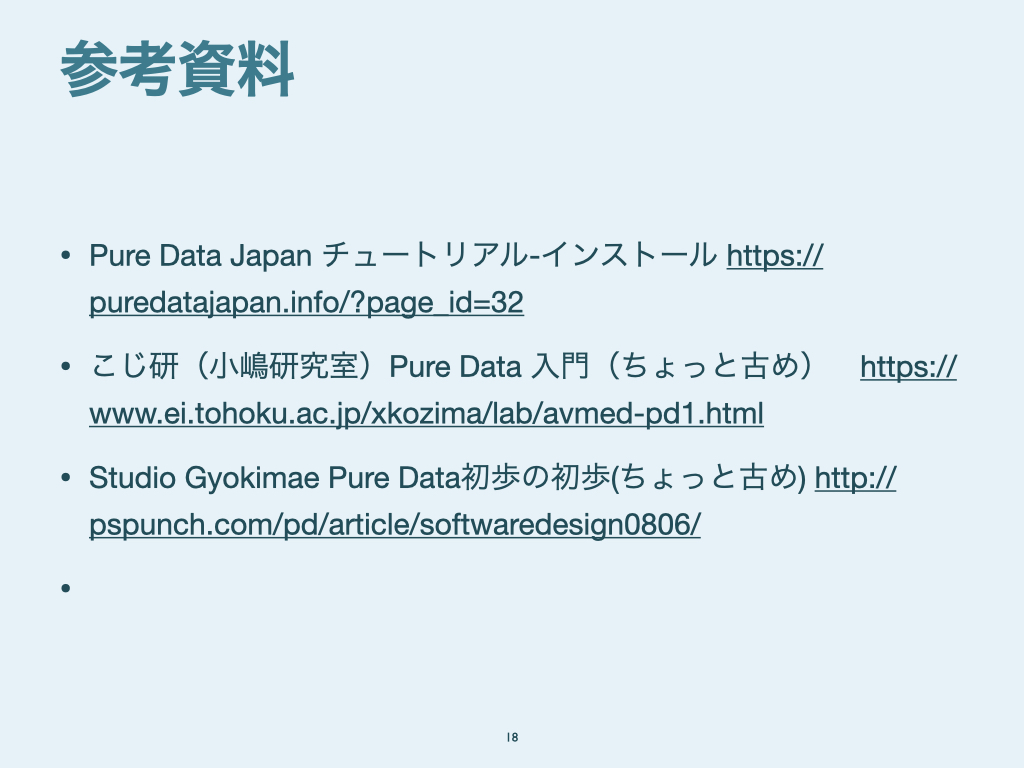 参考資料
• Pure Data Japan チュートリアル-インストール https://
puredatajapan.info/?page_id=32
• こじ研（小嶋研究室）Pure Data 入門（ちょっと古め）　https://
www.ei.tohoku.ac.jp/xkozima/lab/avmed-pd1.html
• Studio Gyokimae Pure Data初歩の初歩(ちょっと古め) http://
pspunch.com/pd/article/softwaredesign0806/
•
18